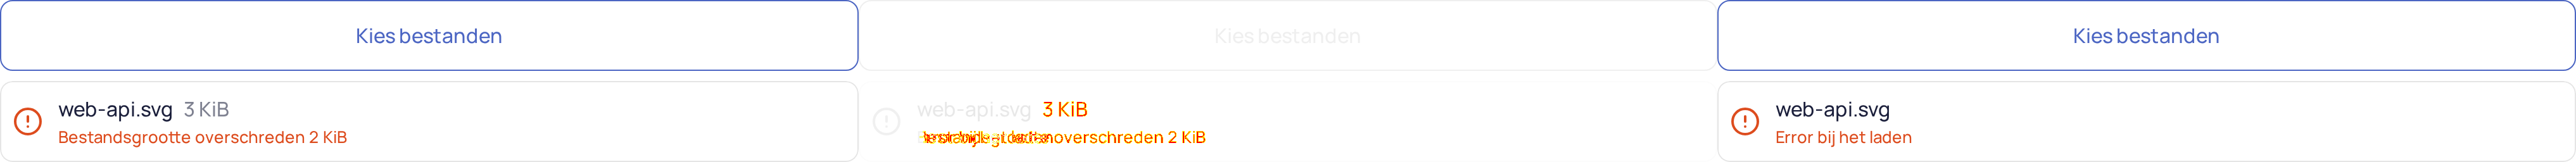 Kies bestanden
web-api.svg 3 KiB
Bestandsgrootte overschreden 2 KiB
Kies bestanden
web-api.svg 3 KiB
overschreden 2 KiB
Kies bestanden
web-api.svg
Error bij het laden